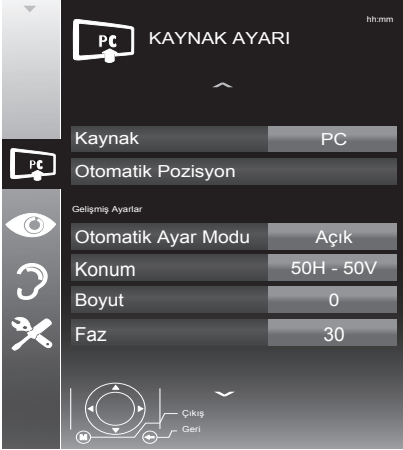 PC
KAYNAK AYARI
hh:mm
Kaynak PC
Otomatik Pozisyon
PC
Gelişmiş Ayarlar
Otomatik Ayar Modu Açık
Konum 50H - 50V
Boyut 0
Faz 30
Çıkış
M Geri